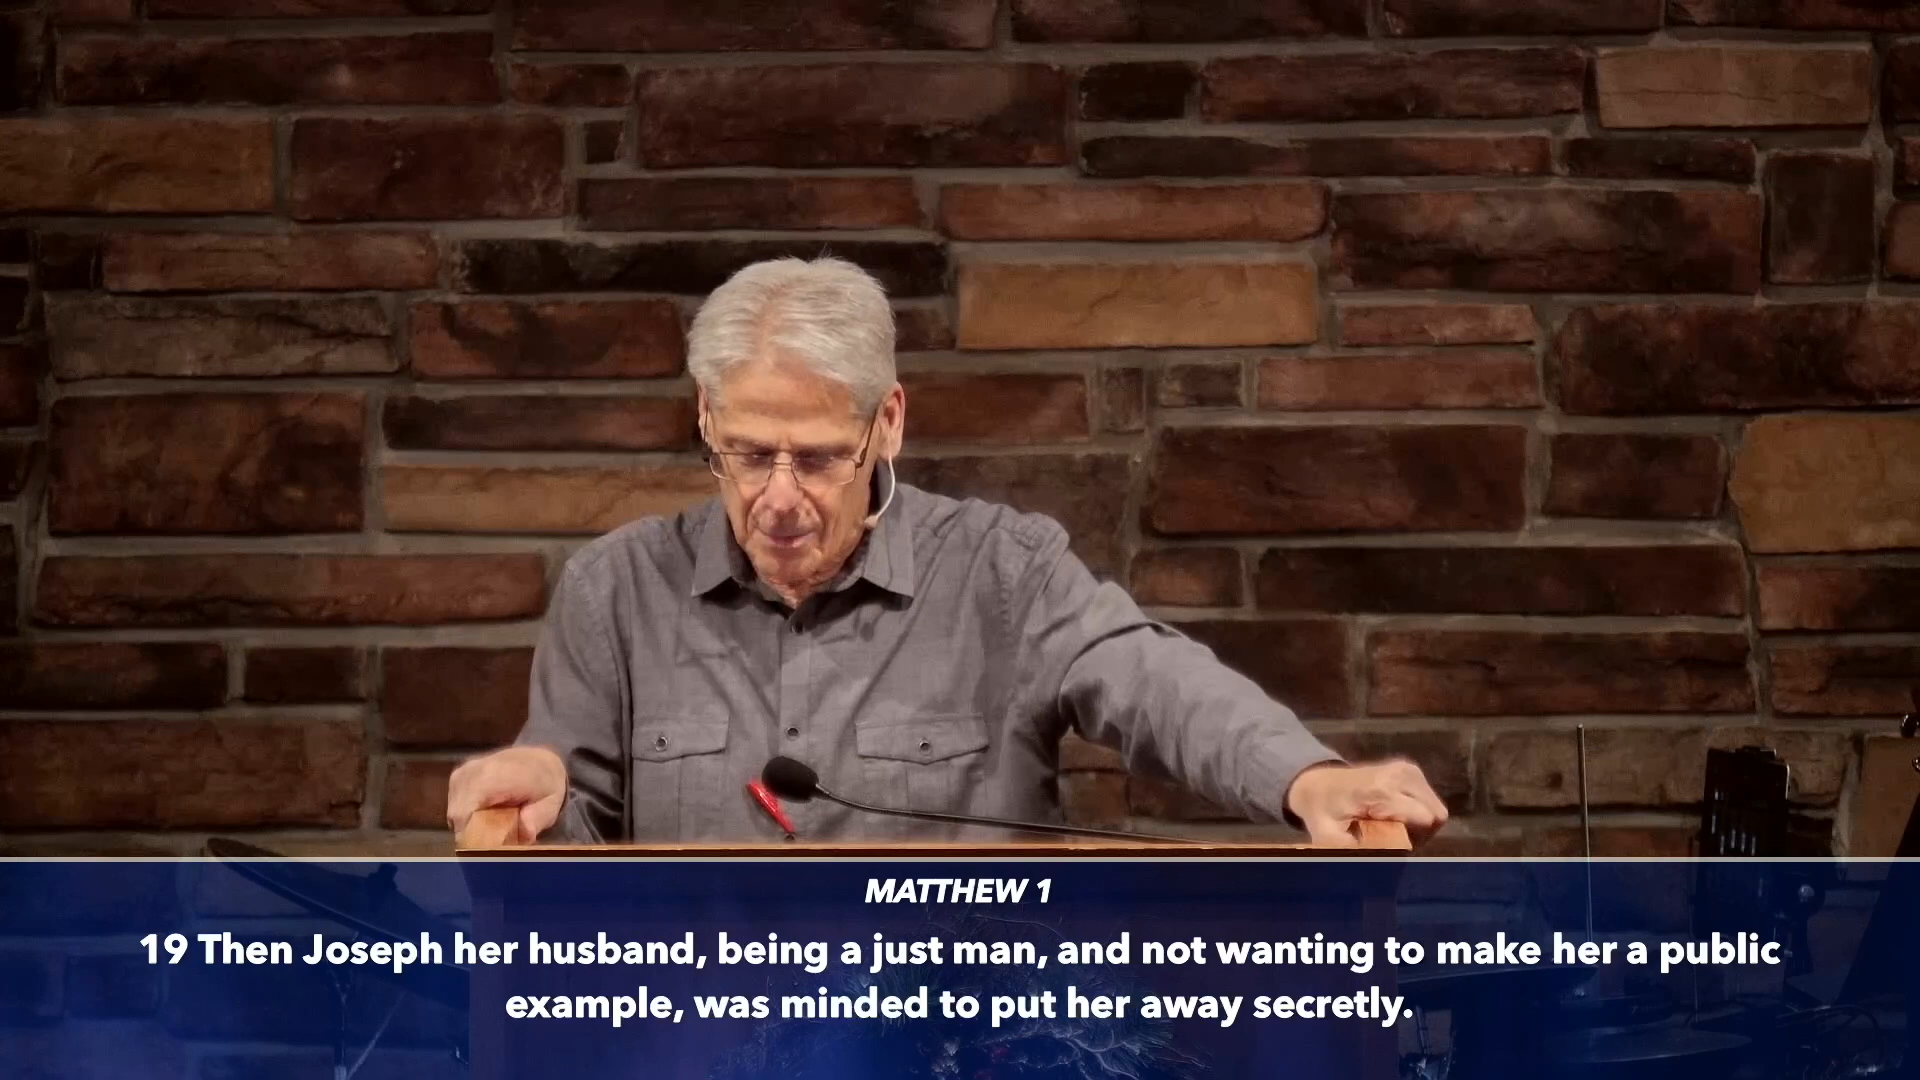 MATTHEW 1
19 Then Joseph her husband, being a just man, and not wanting to make her a public
example, was minded to put her away secretly.